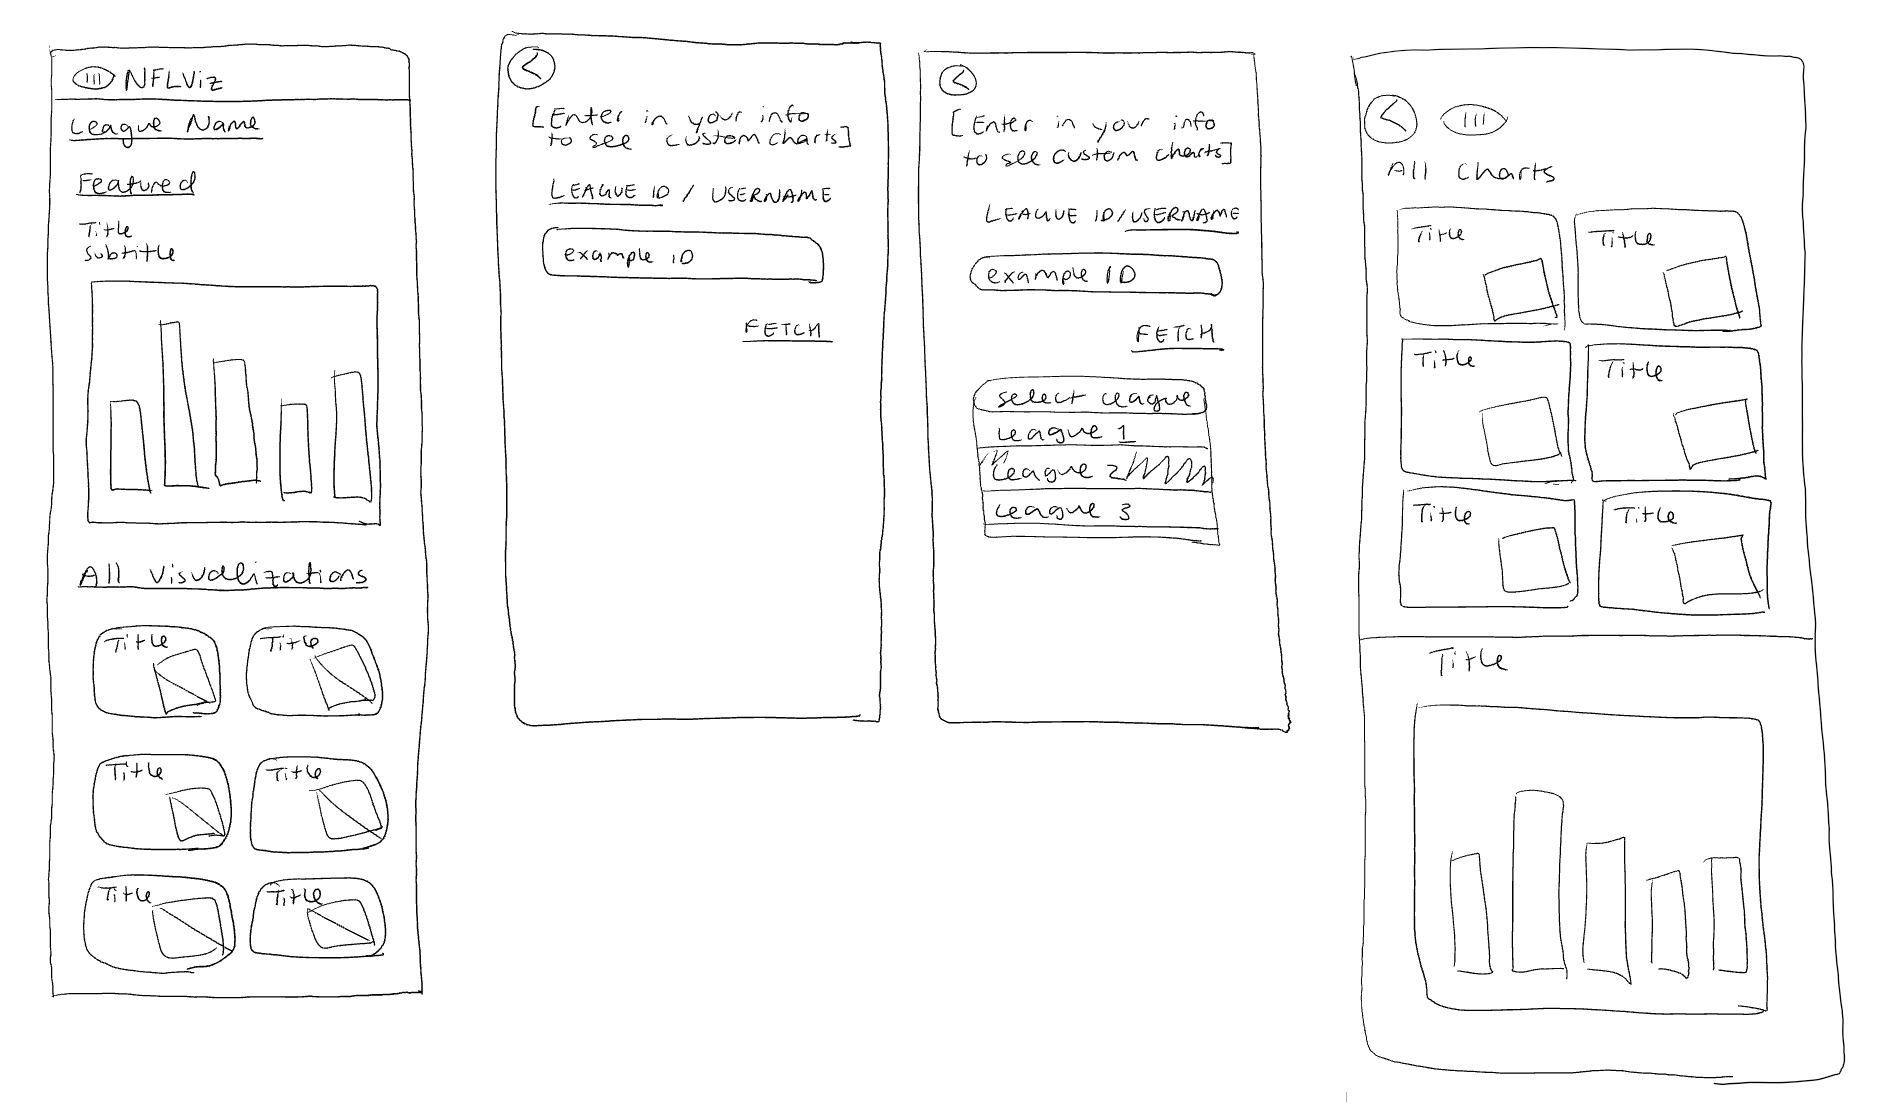 NFLViz
League Name
Featured
Title
Subtitle
All Visualizations
Title Title
Title Title
Title Title
[Enter in your info
to see custom charts]
LEAGUE ID / USERNAME
example ID
FETCH
[Enter in your info
to see custom charts]
LEAGUE ID/USERNAME
example ID
FETCH
select league
league 1
league 2
league 3
All Charts
Title Title
Title Title
Title Title
Title